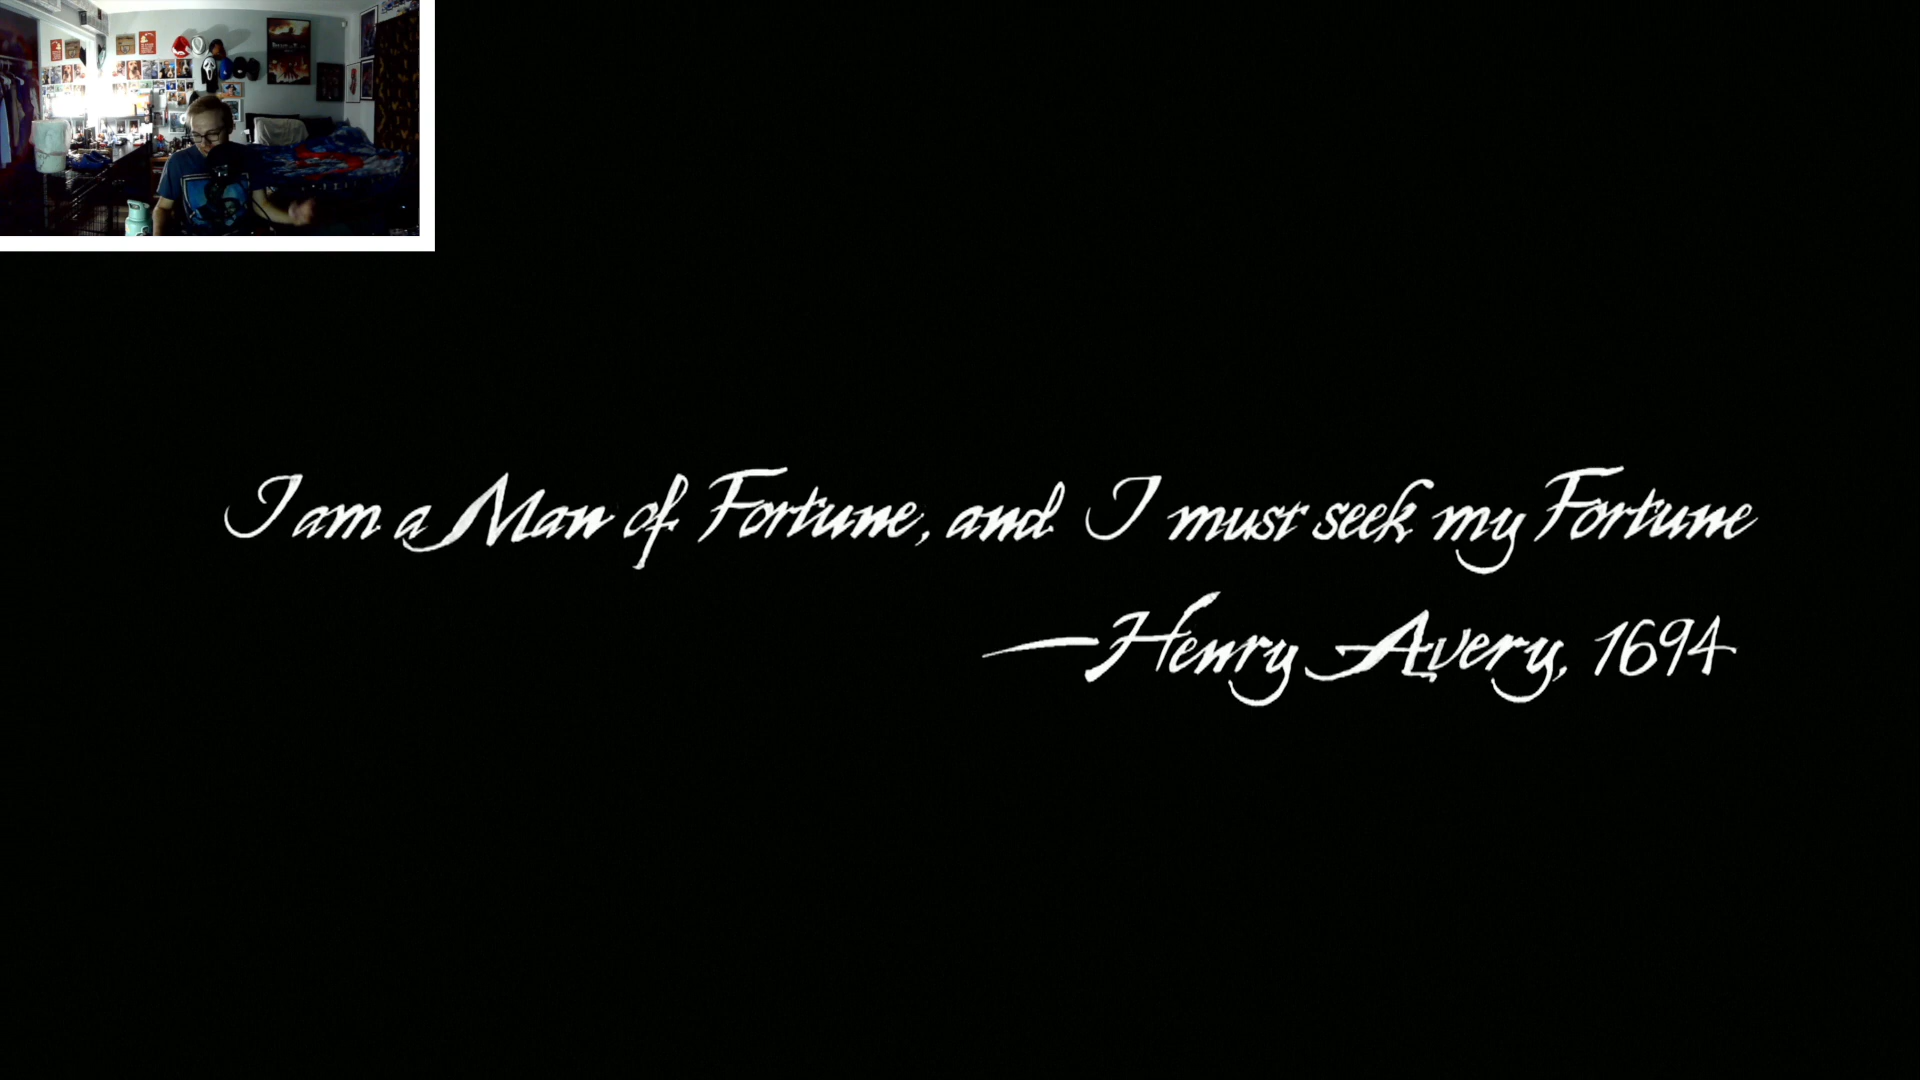 I am a Man of Fortune, and I must seek my Fortune
—Henry Avery, 1694